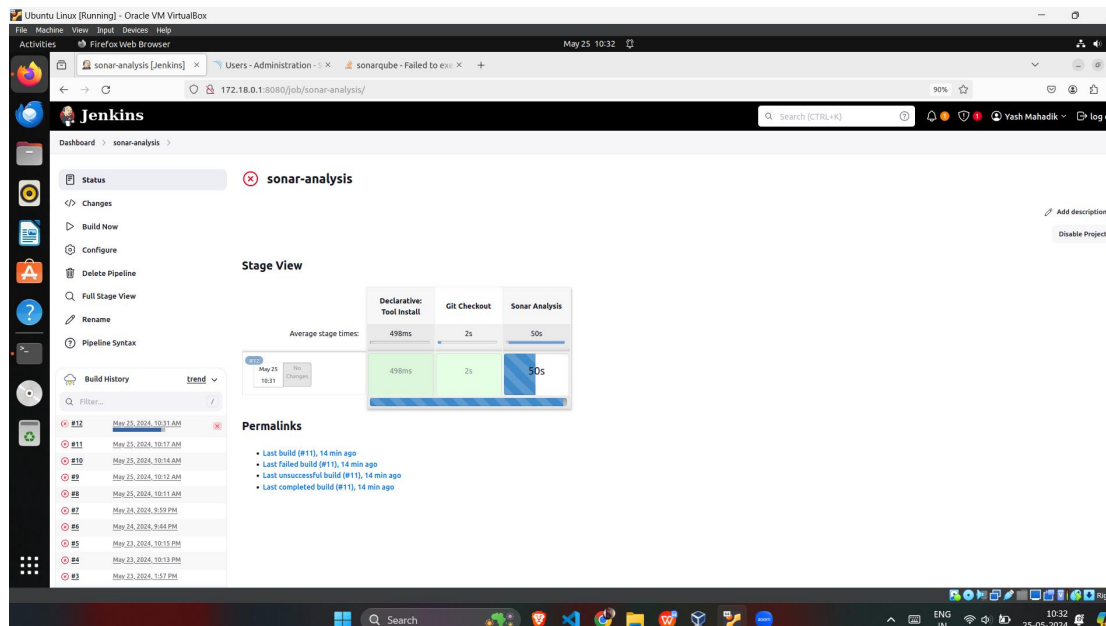 Ubuntu Linux [Running] - Oracle VM VirtualBox
File Machine View Input Devices Help
Activities Firefox Web Browser May 25 10:32
sonar-analysis [Jenkins] × Users - Administration - S × sonarqube - Failed to exe × +
172.18.0.1:8080/job/sonar-analysis/ 90%
Jenkins Search (CTRL+K) 1 1 Yash Mahadik log
Dashboard > sonar-analysis >
Status
sonar-analysis
Changes
Add description
Build Now
Disable Project
Configure
Stage View
Delete Pipeline
Full Stage View
Declarative: Tool Install
Git Checkout
Sonar Analysis
Rename
Average stage times: 498ms 2s 50s
Pipeline Syntax
#12
May 25
10:31
No Changes
498ms 2s 50s
Build History trend
Filter... /
#12 May 25, 2024, 10:31 AM
#11 May 25, 2024, 10:17 AM
#10 May 25, 2024, 10:14 AM
#9 May 25, 2024, 10:12 AM
#8 May 25, 2024, 10:11 AM
#7 May 24, 2024, 9:59 PM
#6 May 24, 2024, 9:44 PM
#5 May 23, 2024, 10:15 PM
#4 May 23, 2024, 10:13 PM
#3 May 23, 2024, 1:57 PM
Permalinks
Last build (#11), 14 min ago
Last failed build (#11), 14 min ago
Last unsuccessful build (#11), 14 min ago
Last completed build (#11), 14 min ago
Search
zoom
ENG
IN
10:32
25-05-2024